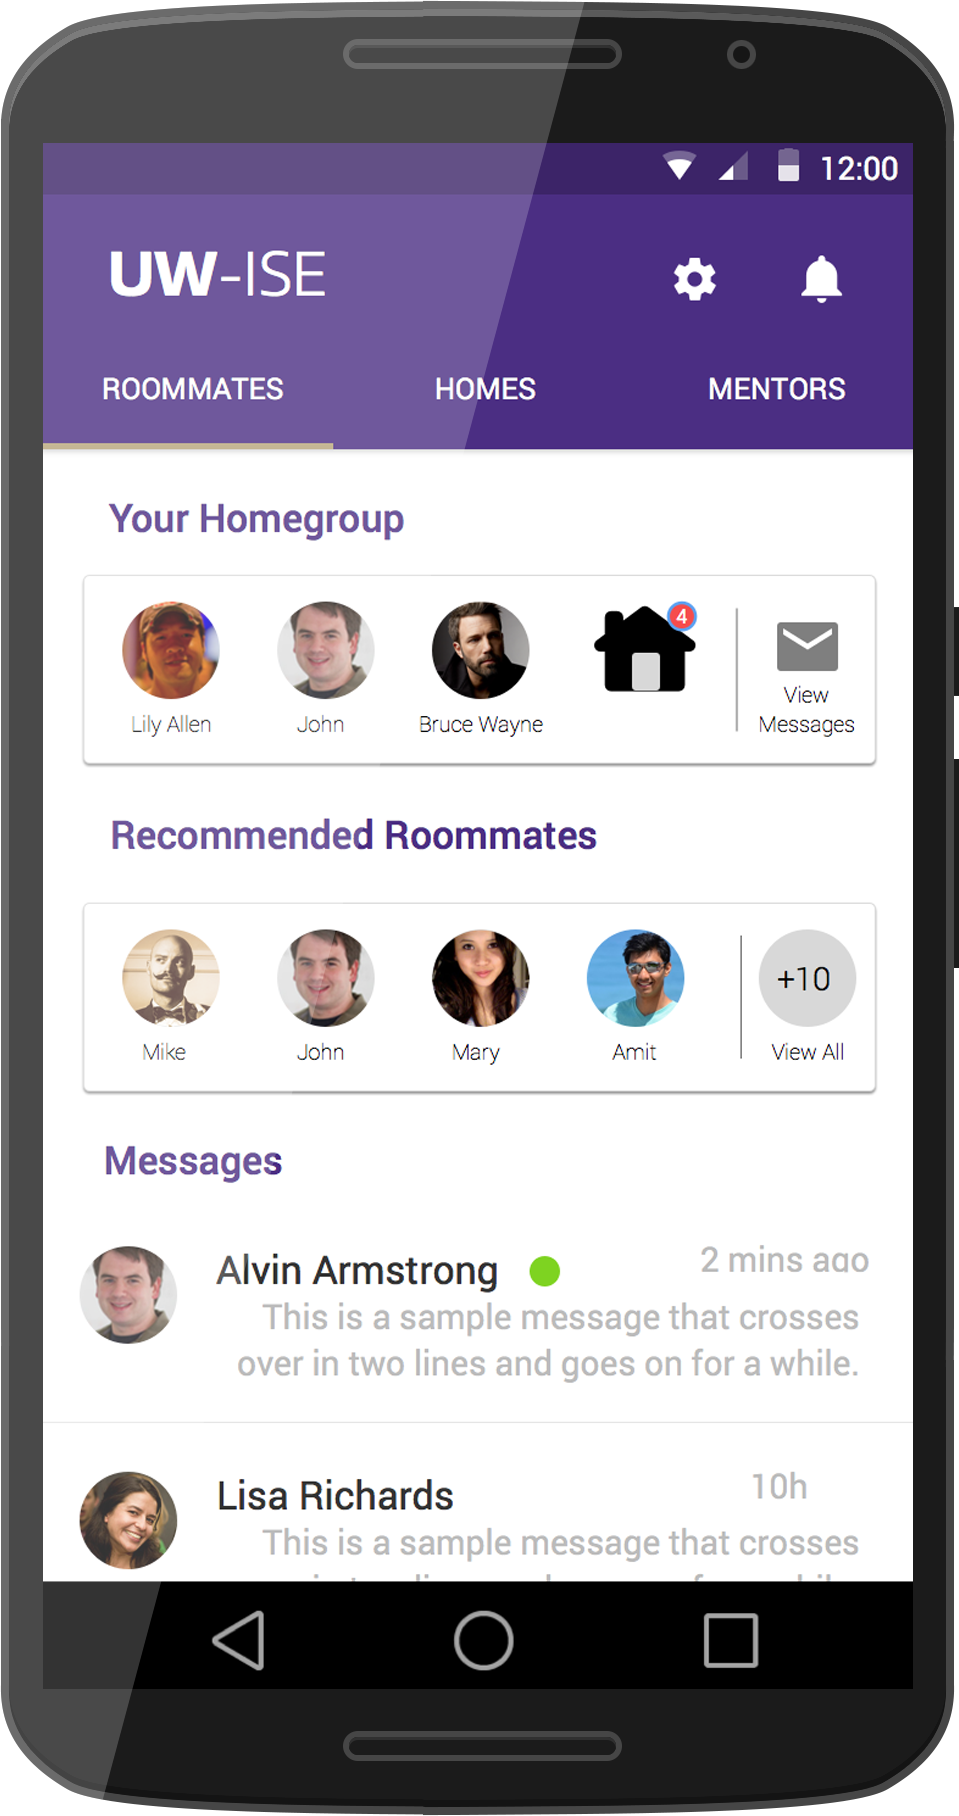 12:00
UW-ISE
ROOMMATES HOMES MENTORS
Your Homegroup
4
Lily Allen John Bruce Wayne View Messages
Recommended Roommates
+10
Mike John Mary Amit View All
Messages
Alvin Armstrong 2 mins ago
This is a sample message that crosses
over in two lines and goes on for a while.
Lisa Richards 10h
This is a sample message that crosses